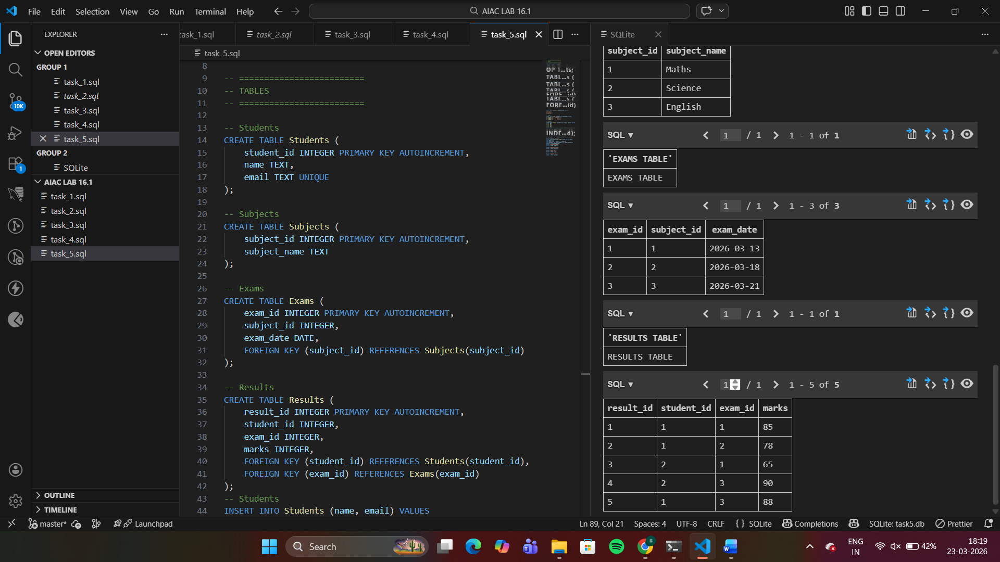 File Edit Selection View Go Run Terminal Help
AIAC LAB 16.1
EXPLORER
OPEN EDITORS
GROUP 1
task_1.sql
task_2.sql
task_3.sql
task_4.sql
task_5.sql
GROUP 2
SQLite
AIAC LAB 16.1
task_1.sql
task_2.sql
task_3.sql
task_4.sql
task_5.sql
OUTLINE
TIMELINE
10K
1
task_1.sql task_2.sql task_3.sql task_4.sql task_5.sql
task_5.sql
8
9 -- =========================
10 -- TABLES
11 -- =========================
12
13 -- Students
14 CREATE TABLE Students (
15 student_id INTEGER PRIMARY KEY AUTOINCREMENT,
16 name TEXT,
17 email TEXT UNIQUE
18 );
19
20 -- Subjects
21 CREATE TABLE Subjects (
22 subject_id INTEGER PRIMARY KEY AUTOINCREMENT,
23 subject_name TEXT
24 );
25
26 -- Exams
27 CREATE TABLE Exams (
28 exam_id INTEGER PRIMARY KEY AUTOINCREMENT,
29 subject_id INTEGER,
30 exam_date DATE,
31 FOREIGN KEY (subject_id) REFERENCES Subjects(subject_id)
32 );
33
34 -- Results
35 CREATE TABLE Results (
36 result_id INTEGER PRIMARY KEY AUTOINCREMENT,
37 student_id INTEGER,
38 exam_id INTEGER,
39 marks INTEGER,
40 FOREIGN KEY (student_id) REFERENCES Students(student_id),
41 FOREIGN KEY (exam_id) REFERENCES Exams(exam_id)
42 );
43 -- Students
44 INSERT INTO Students (name, email) VALUES
OP T…ts;
TABL…s (
TABL…s (
TABL…s (
FORE…id)
TABL…s (
FORE…id)
INDE…d);
SQLite
subject_id subject_name
1 Maths
2 Science
3 English
SQL ▼ 1 / 1 1 - 1 of 1
'EXAMS TABLE'
EXAMS TABLE
SQL ▼ 1 / 1 1 - 3 of 3
exam_id subject_id exam_date
1 1 2026-03-13
2 2 2026-03-18
3 3 2026-03-21
SQL ▼ 1 / 1 1 - 1 of 1
'RESULTS TABLE'
RESULTS TABLE
SQL ▼ 1 / 1 1 - 5 of 5
result_id student_id exam_id marks
1 1 1 85
2 1 2 78
3 2 1 65
4 2 3 90
5 1 3 88
master* Launchpad Ln 89, Col 21 Spaces: 4 UTF-8 CRLF { } SQLite Completions SQLite: task5.db Prettier
Search
ENG
IN
42%
18:19
23-03-2026